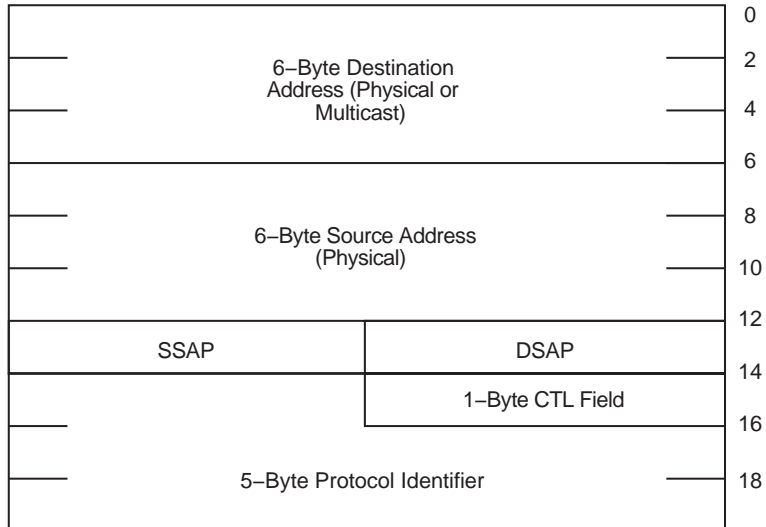 0
2
6–Byte Destination
Address (Physical or
Multicast)
4
6
8
6–Byte Source Address
(Physical)
10
12
SSAP
DSAP
14
1–Byte CTL Field
16
5–Byte Protocol Identifier
18